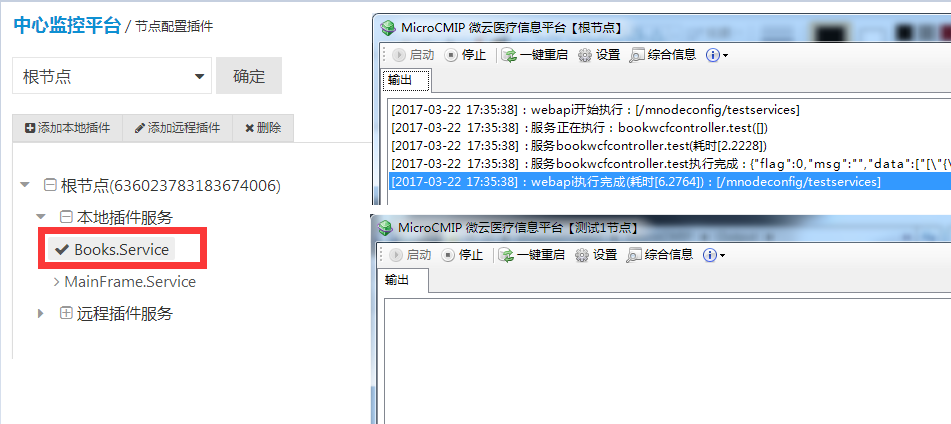 中心监控平台 / 节点配置插件
根节点
确定
添加本地插件 添加远程插件 删除
根节点(636023783183674006)
本地插件服务
Books.Service
MainFrame.Service
远程插件服务
MicroCMIP 微云医疗信息平台【根节点】
启动 停止 一键重启 设置 综合信息
输出
[2017-03-22 17:35:38] : webapi开始执行 : [/mnodeconfig/testservices]
[2017-03-22 17:35:38] : 服务正在执行 : bookwcfcontroller.test([])
[2017-03-22 17:35:38] : 服务bookwcfcontroller.test(耗时[2.2228])
[2017-03-22 17:35:38] : 服务bookwcfcontroller.test执行完成 : {"flag":0,"msg":"","data":["[\"{\
[2017-03-22 17:35:38] : webapi执行完成(耗时[6.2764]) : [/mnodeconfig/testservices]
MicroCMIP 微云医疗信息平台【测试1节点】
启动 停止 一键重启 设置 综合信息
输出